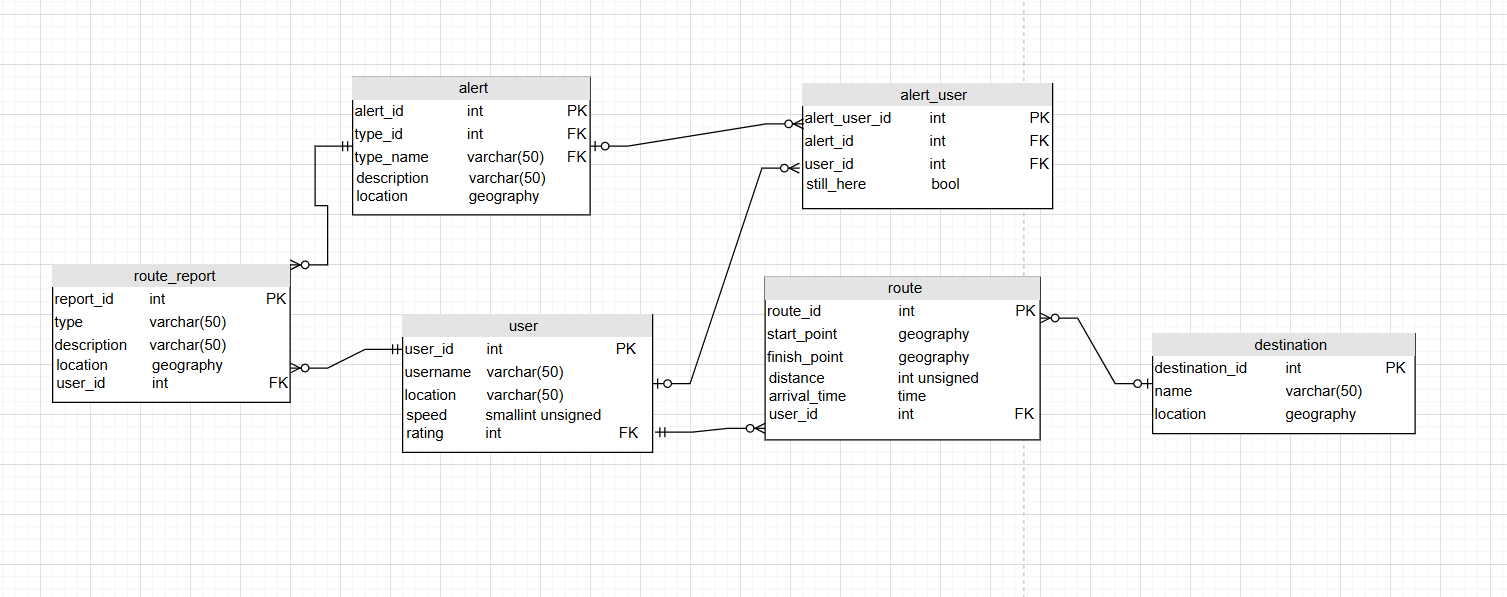 alert
alert_id int PK
type_id int FK
type_name varchar(50) FK
description varchar(50)
location geography
alert_user
alert_user_id int PK
alert_id int FK
user_id int FK
still_here bool
route_report
report_id int PK
type varchar(50)
description varchar(50)
location geography
user_id int FK
user
user_id int PK
username varchar(50)
location varchar(50)
speed smallint unsigned
rating int FK
route
route_id int PK
start_point geography
finish_point geography
distance int unsigned
arrival_time time
user_id int FK
destination
destination_id int PK
name varchar(50)
location geography